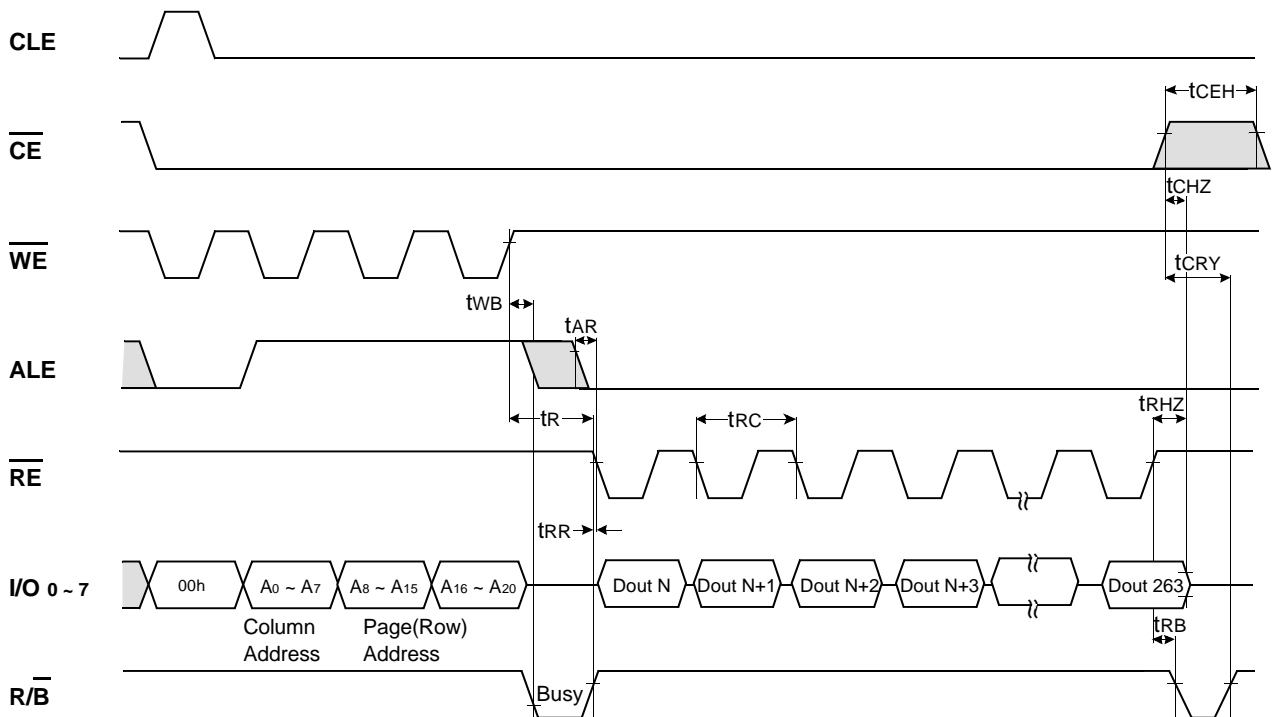 CLE
tCEH
CE
tCHZ
WE
tCRY
tWB
tAR
ALE
tRHZ
tR
tRC
RE
tRR
I/O 0 ~ 7
00h
A0 ~ A7
A8 ~ A15
A16 ~ A20
Dout N
Dout N+1
Dout N+2
Dout N+3
Dout 263
Column
Address
Page(Row)
Address
tRB
R/B
Busy